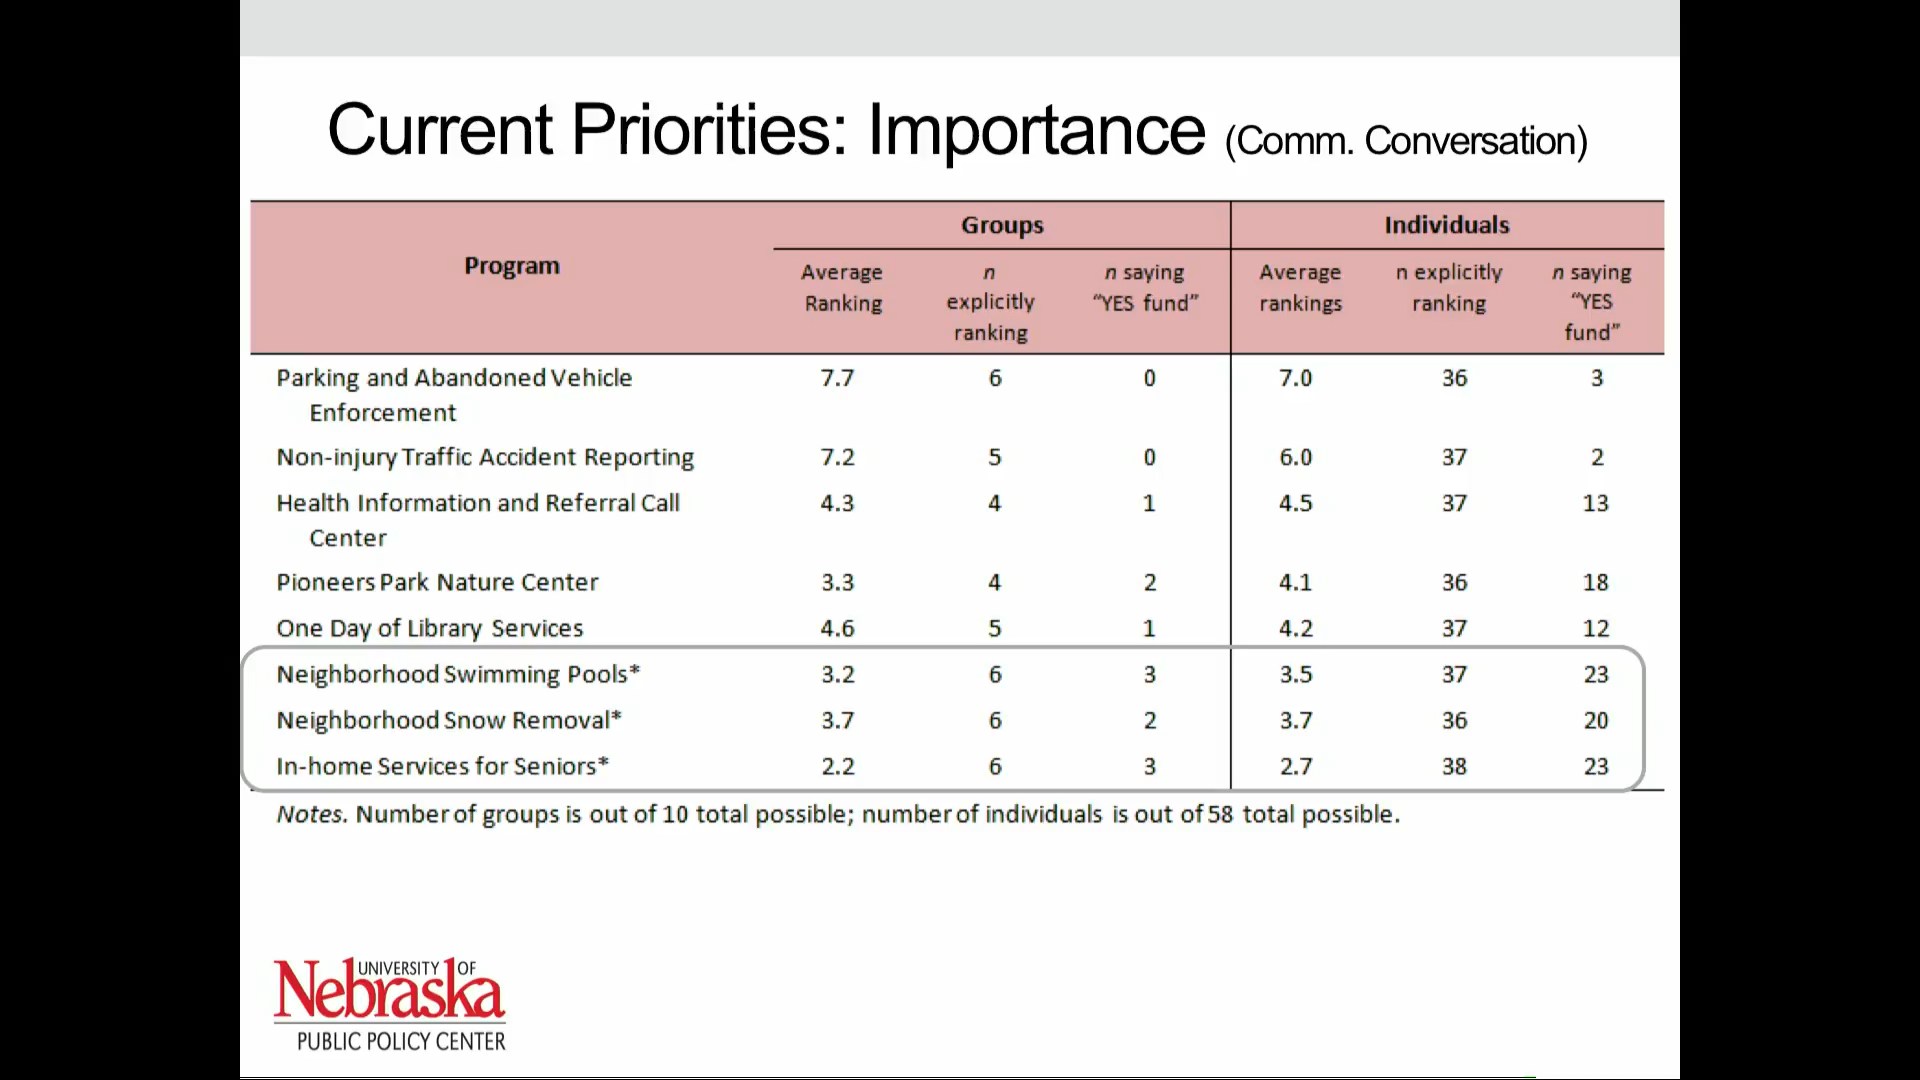 Current Priorities: Importance (Comm. Conversation)
Program
Groups
Individuals
Average Ranking
n explicitly ranking
n saying “YES fund”
Average rankings
n explicitly ranking
n saying “YES fund”
Parking and Abandoned Vehicle Enforcement 7.7 6 0 7.0 36 3
Non-injury Traffic Accident Reporting 7.2 5 0 6.0 37 2
Health Information and Referral Call Center 4.3 4 1 4.5 37 13
Pioneers Park Nature Center 3.3 4 2 4.1 36 18
One Day of Library Services 4.6 5 1 4.2 37 12
Neighborhood Swimming Pools* 3.2 6 3 3.5 37 23
Neighborhood Snow Removal* 3.7 6 2 3.7 36 20
In-home Services for Seniors* 2.2 6 3 2.7 38 23
Notes. Number of groups is out of 10 total possible; number of individuals is out of 58 total possible.
UNIVERSITY OF
Nebraska
PUBLIC POLICY CENTER